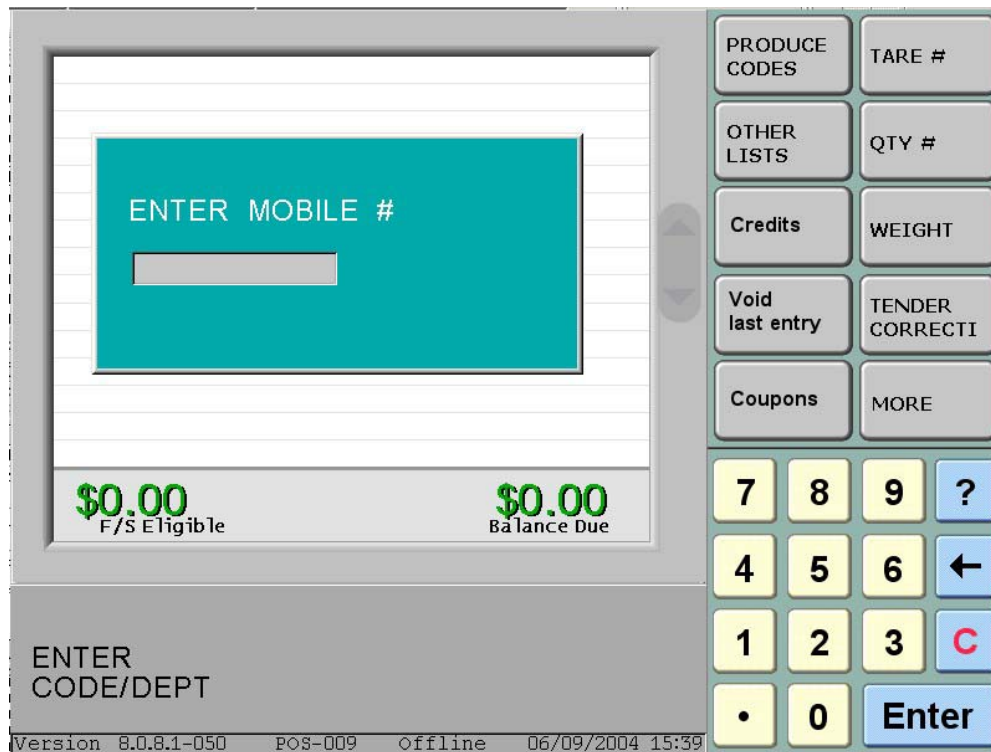 ENTER MOBILE #
$0.00
F/S Eligible
$0.00
Balance Due
ENTER
CODE/DEPT
Version 8.0.8.1-050 POS-009 Offline 06/09/2004 15:39
PRODUCE
CODES
TARE #
OTHER
LISTS
QTY #
Credits
WEIGHT
Void
last entry
TENDER
CORRECTI
Coupons
MORE
7 8 9 ?
4 5 6 ←
1 2 3 C
• 0 Enter